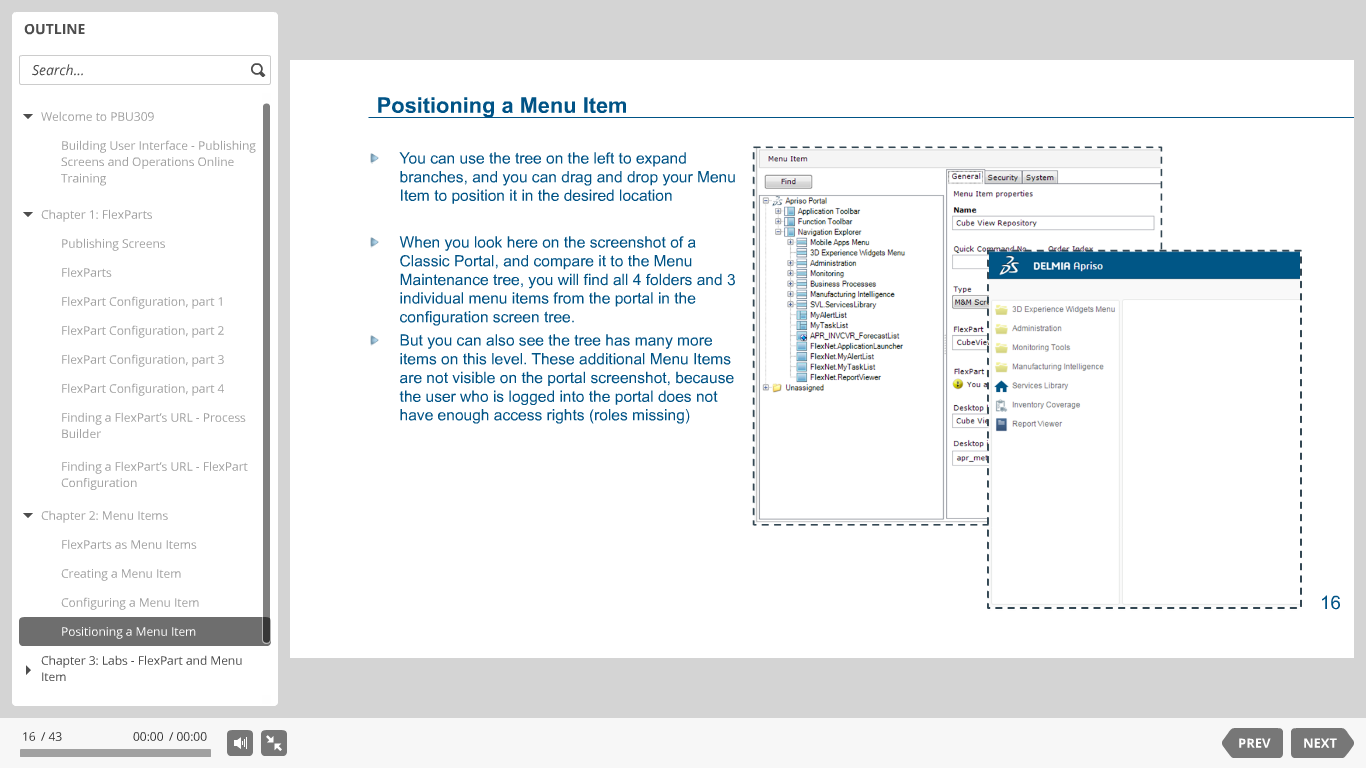 OUTLINE
Search...
Welcome to PBU309
Building User Interface - Publishing
Screens and Operations Online
Training
Chapter 1: FlexParts
Publishing Screens
FlexParts
FlexPart Configuration, part 1
FlexPart Configuration, part 2
FlexPart Configuration, part 3
FlexPart Configuration, part 4
Finding a FlexPart's URL - Process
Builder
Finding a FlexPart's URL - FlexPart
Configuration
Chapter 2: Menu Items
FlexParts as Menu Items
Creating a Menu Item
Configuring a Menu Item
Positioning a Menu Item
Chapter 3: Labs - FlexPart and Menu
Item
Positioning a Menu Item
You can use the tree on the left to expand
branches, and you can drag and drop your Menu
Item to position it in the desired location
When you look here on the screenshot of a
Classic Portal, and compare it to the Menu
Maintenance tree, you will find all 4 folders and 3
individual menu items from the portal in the
configuration screen tree.
But you can also see the tree has many more
items on this level. These additional Menu Items
are not visible on the portal screenshot, because
the user who is logged into the portal does not
have enough access rights (roles missing)
Menu Item
Find
Apriso Portal
Application Toolbar
Function Toolbar
Navigation Explorer
Mobile Apps Menu
3D Experience Widgets Menu
Administration
Monitoring
Business Processes
Manufacturing Intelligence
SVL.ServicesLibrary
MyAlertList
MyTaskList
APR_INVCVR_ForecastList
FlexNet.ApplicationLauncher
FlexNet.MyAlertList
FlexNet.MyTaskList
FlexNet.ReportViewer
Unassigned
General Security System
Menu Item properties
Name
Cube View Repository
Quick Command No. Order Index
Type
M&M Scr
FlexPart
CubeVie
FlexPart
You a
Desktop
Cube Vie
Desktop
apr_met
DELMIA Apriso
3D Experience Widgets Menu
Administration
Monitoring Tools
Manufacturing Intelligence
Services Library
Inventory Coverage
Report Viewer
16
16 / 43 00:00 / 00:00
PREV NEXT